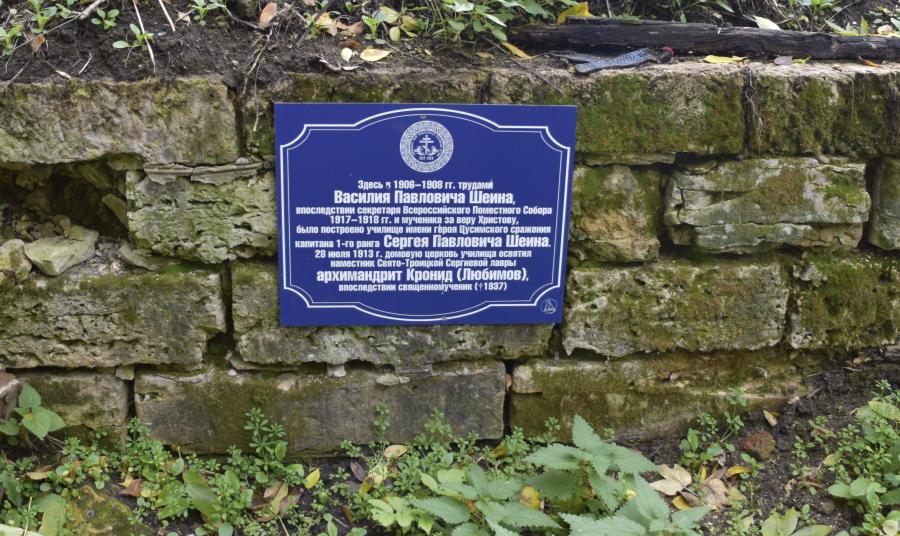 Здесь в 1906-1908 гг. трудами
Василия Павловича Шеина,
впоследствии секретаря Всероссийского Поместного Собора
1917-1918 гг. и мученика за веру Христову,
было построено училище имени героя Цусимского сражения
капитана 1-го ранга Сергея Павловича Шеина.
28 июля 1913 г. домовую церковь училища освятил
наместник Свято-Троицкой Сергиевой лавры
архимандрит Кронид (Любимов),
впоследствии священномученик (†1937)